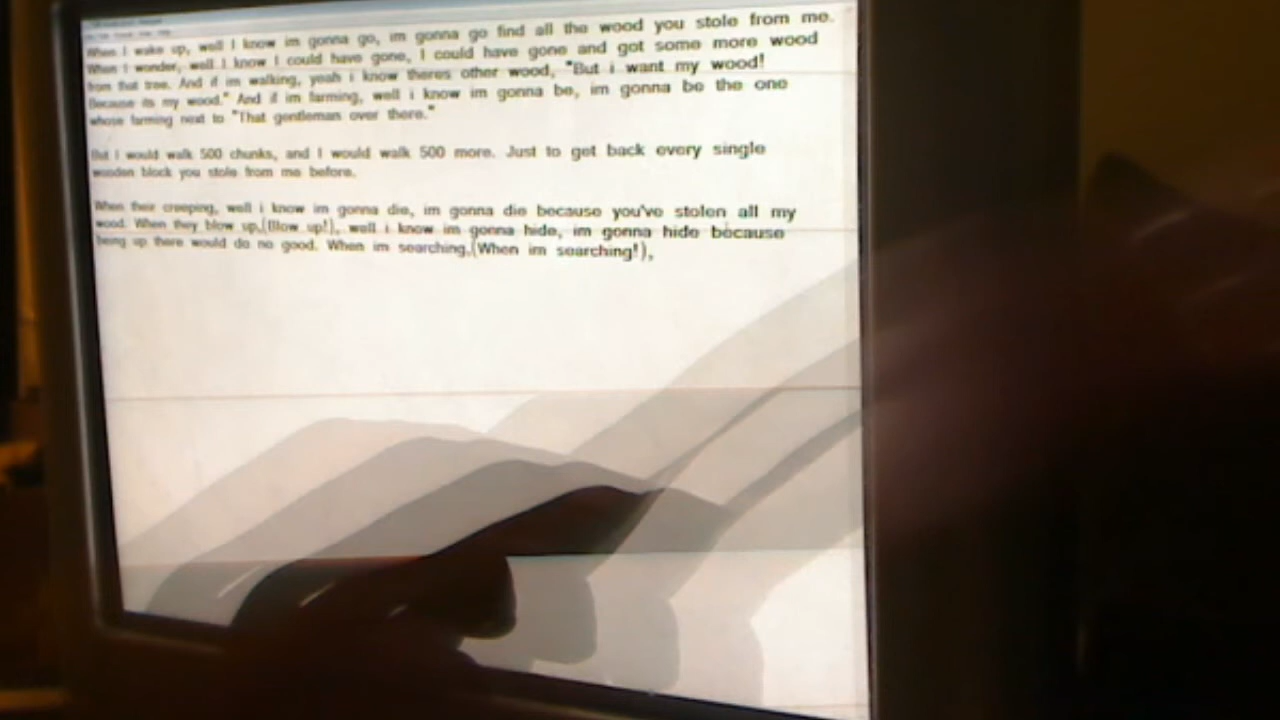 When I wake up, well I know im gonna go, im gonna go find all the wood you stole from me.
When I wonder, well I know I could have gone, I could have gone and got some more wood
from that tree. And if im walking, yeah i know theres other wood, "But i want my wood!
Because its my wood." And if im farming, well i know im gonna be, im gonna be the one
whose farming next to "That gentleman over there."
But I would walk 500 chunks, and I would walk 500 more. Just to get back every single
wooden block you stole from me before.
When their creeping, well i know im gonna die, im gonna die because you've stolen all my
wood. When they blow up,(Blow up!), well i know im gonna hide, im gonna hide because
being up there would do no good. When im searching,(When im searching!),